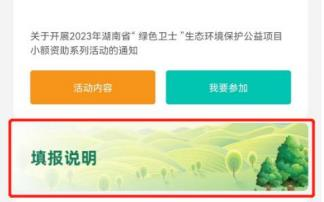 关于开展2023年湖南省“绿色卫士”生态环境保护公益项目
小额资助系列活动的通知
活动内容
我要参加
填报说明